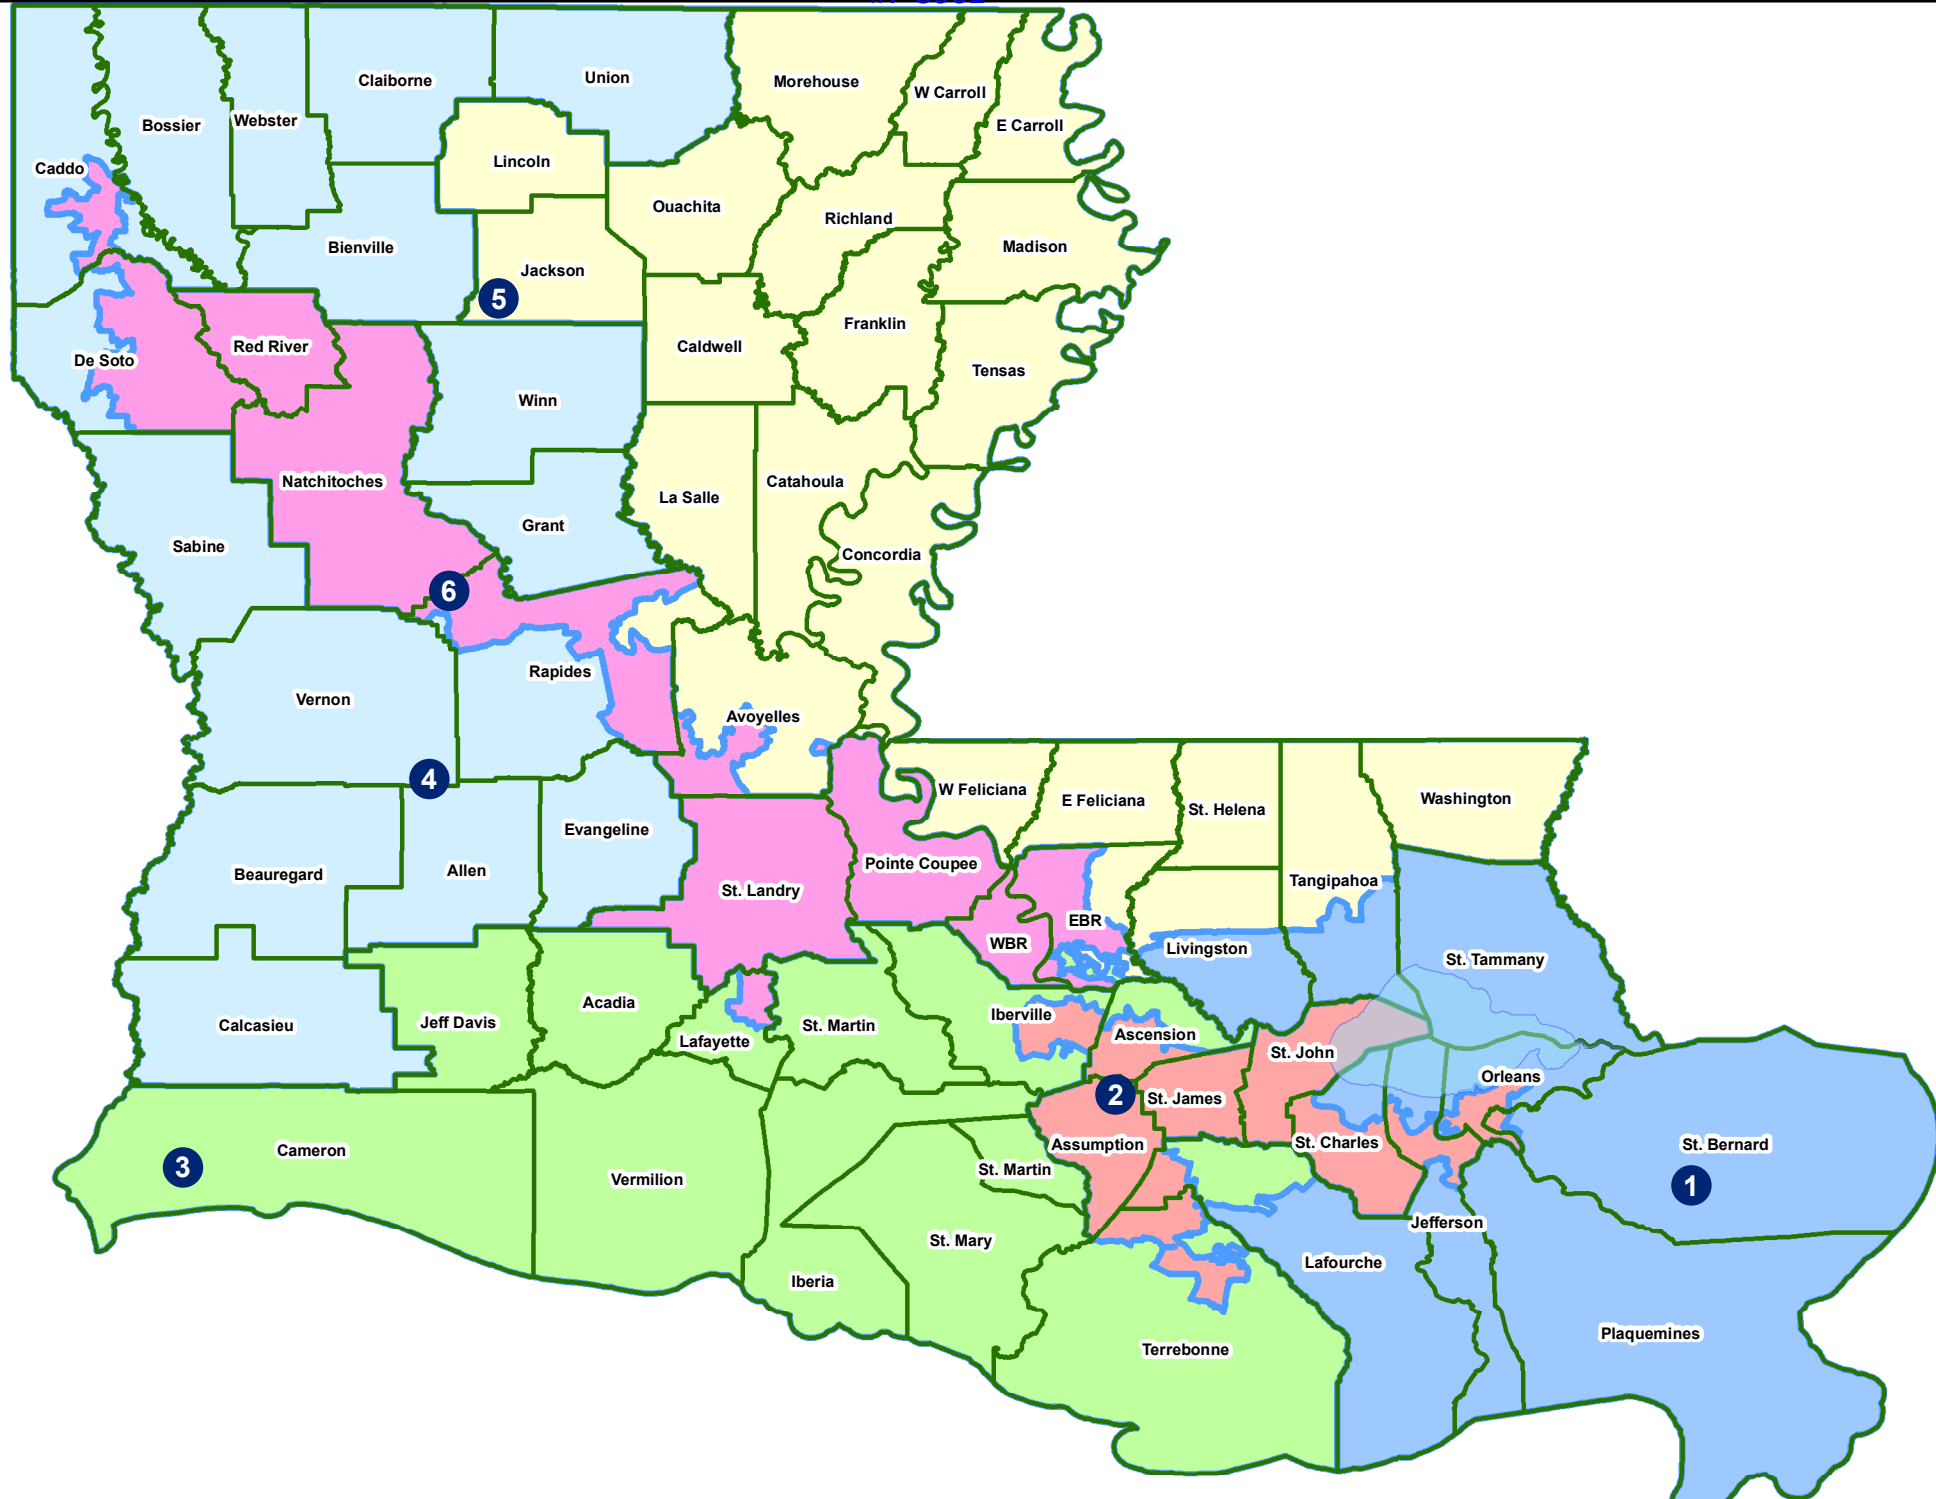 Claiborne
Union
Morehouse
W Carroll
Bossier
Webster
E Carroll
Caddo
Lincoln
Ouachita
Richland
Bienville
Madison
Jackson
5
Franklin
De Soto
Red River
Caldwell
Tensas
Winn
Natchitoches
La Salle
Catahoula
Grant
Sabine
Concordia
6
Rapides
Vernon
Avoyelles
4
W Feliciana
E Feliciana
St. Helena
Washington
Evangeline
Beauregard
Allen
St. Landry
Pointe Coupee
Tangipahoa
EBR
WBR
Livingston
St. Tammany
Acadia
Calcasieu
Jeff Davis
Lafayette
St. Martin
Iberville
Ascension
St. John
Orleans
2
St. James
Assumption
St. Charles
St. Bernard
Cameron
3
Vermilion
St. Martin
1
Jefferson
St. Mary
Iberia
Lafourche
Terrebonne
Plaquemines